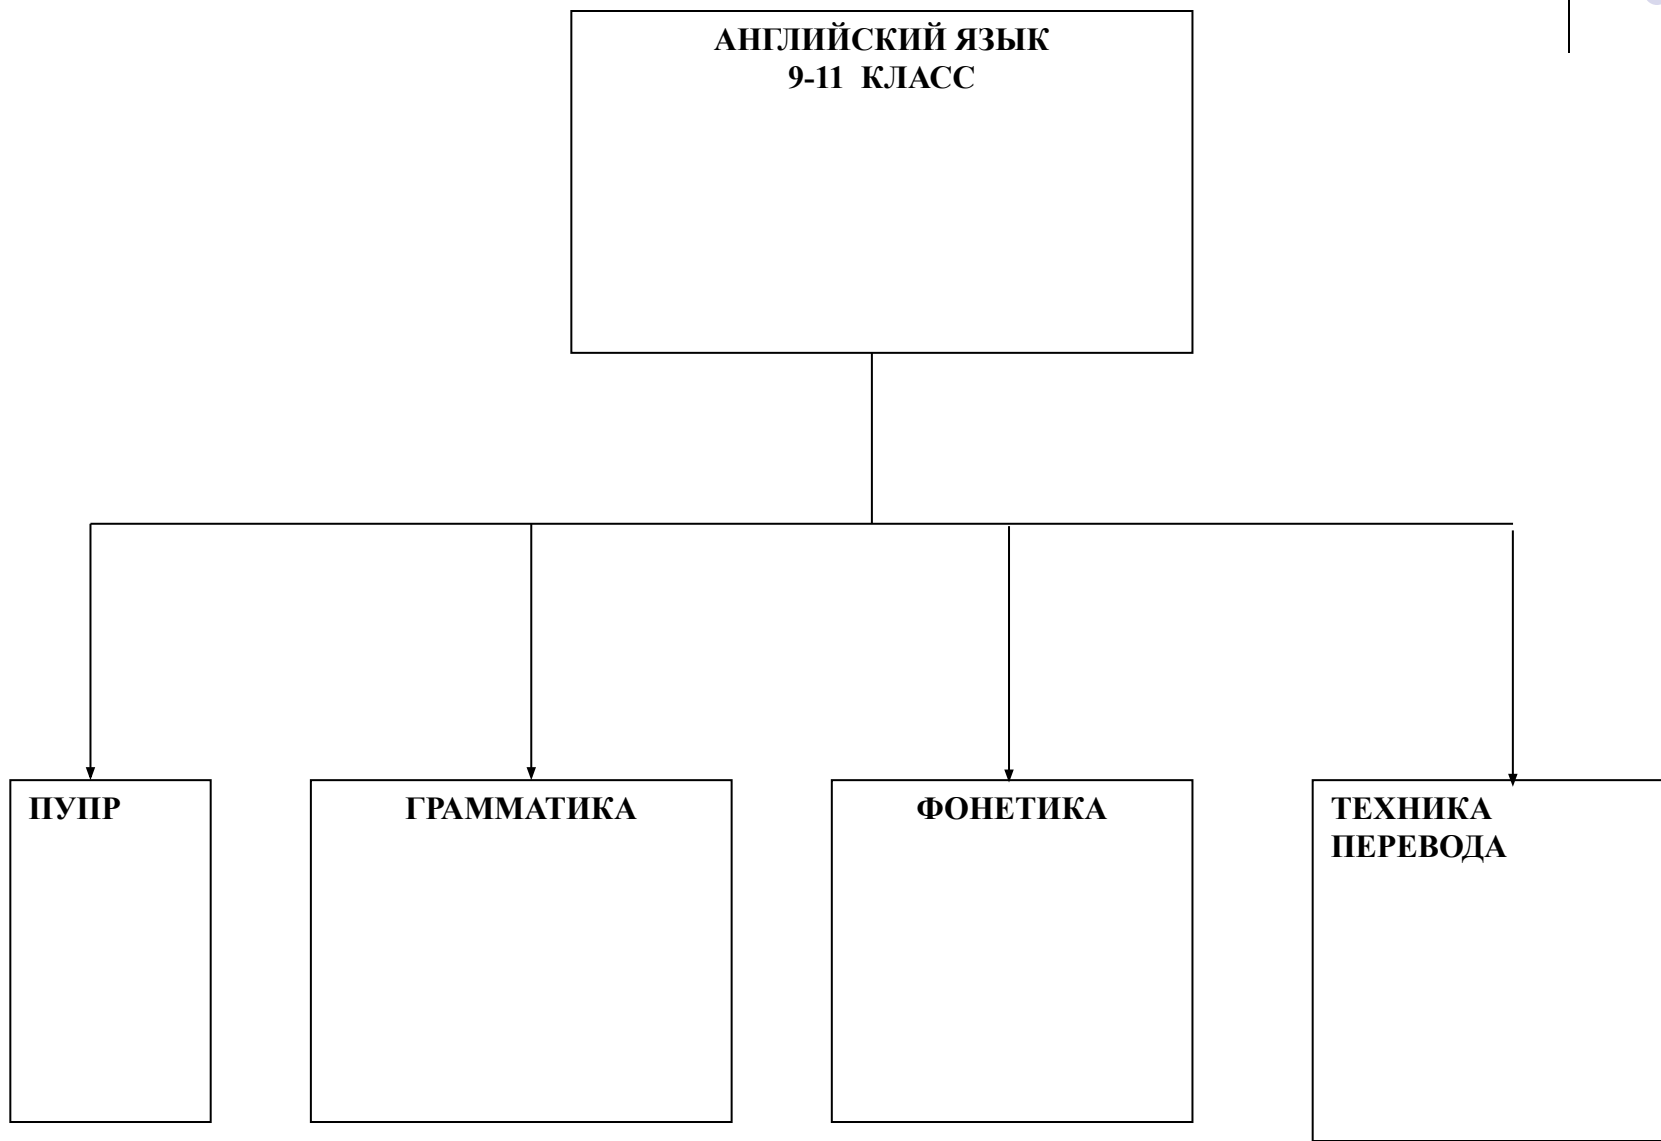 АНГЛИЙСКИЙ ЯЗЫК
9-11 КЛАСС
ПУПР
ГРАММАТИКА
ФОНЕТИКА
ТЕХНИКА
ПЕРЕВОДА